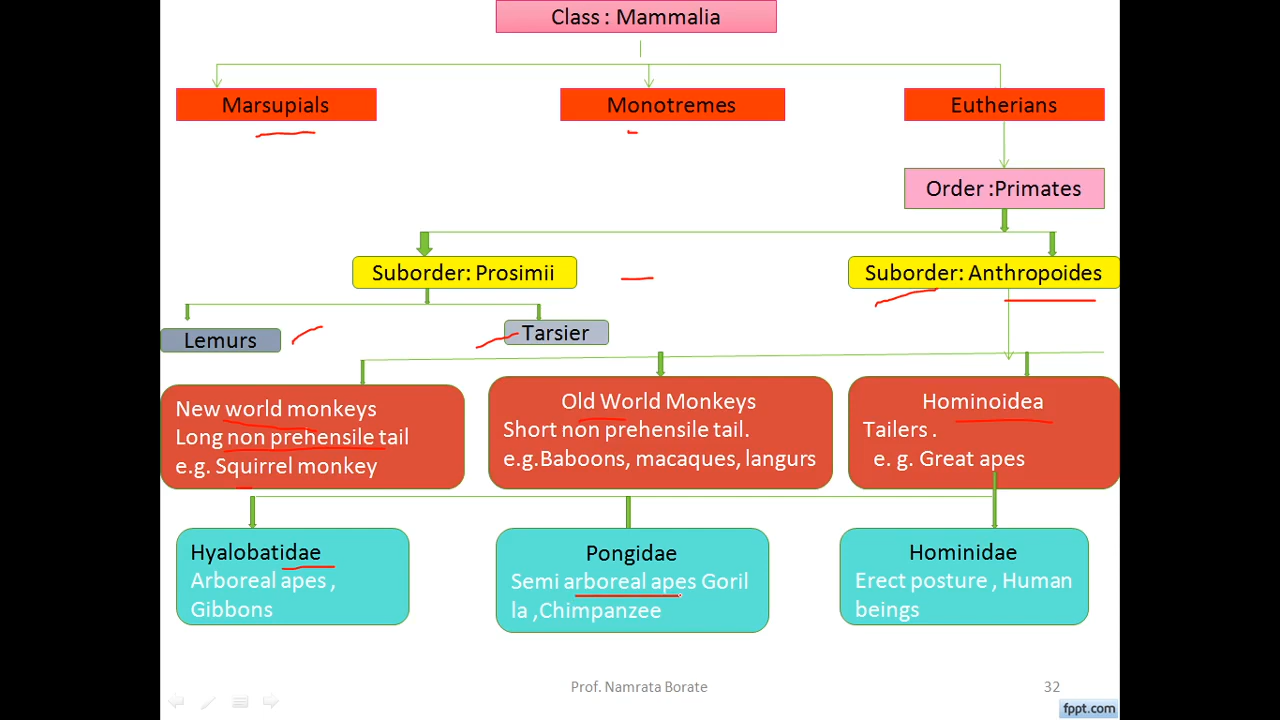 Class : Mammalia
Marsupials
Monotremes
Eutherians
Order :Primates
Suborder: Prosimii
Suborder: Anthropoides
Lemurs
Tarsier
New world monkeys
Long non prehensile tail
e.g. Squirrel monkey
Old World Monkeys
Short non prehensile tail.
e.g.Baboons, macaques, langurs
Hominoidea
Tailers .
e. g. Great apes
Hyalobatidae
Arboreal apes ,
Gibbons
Pongidae
Semi arboreal apes Goril
la ,Chimpanzee
Hominidae
Erect posture , Human
beings
Prof. Namrata Borate
32
fppt.com